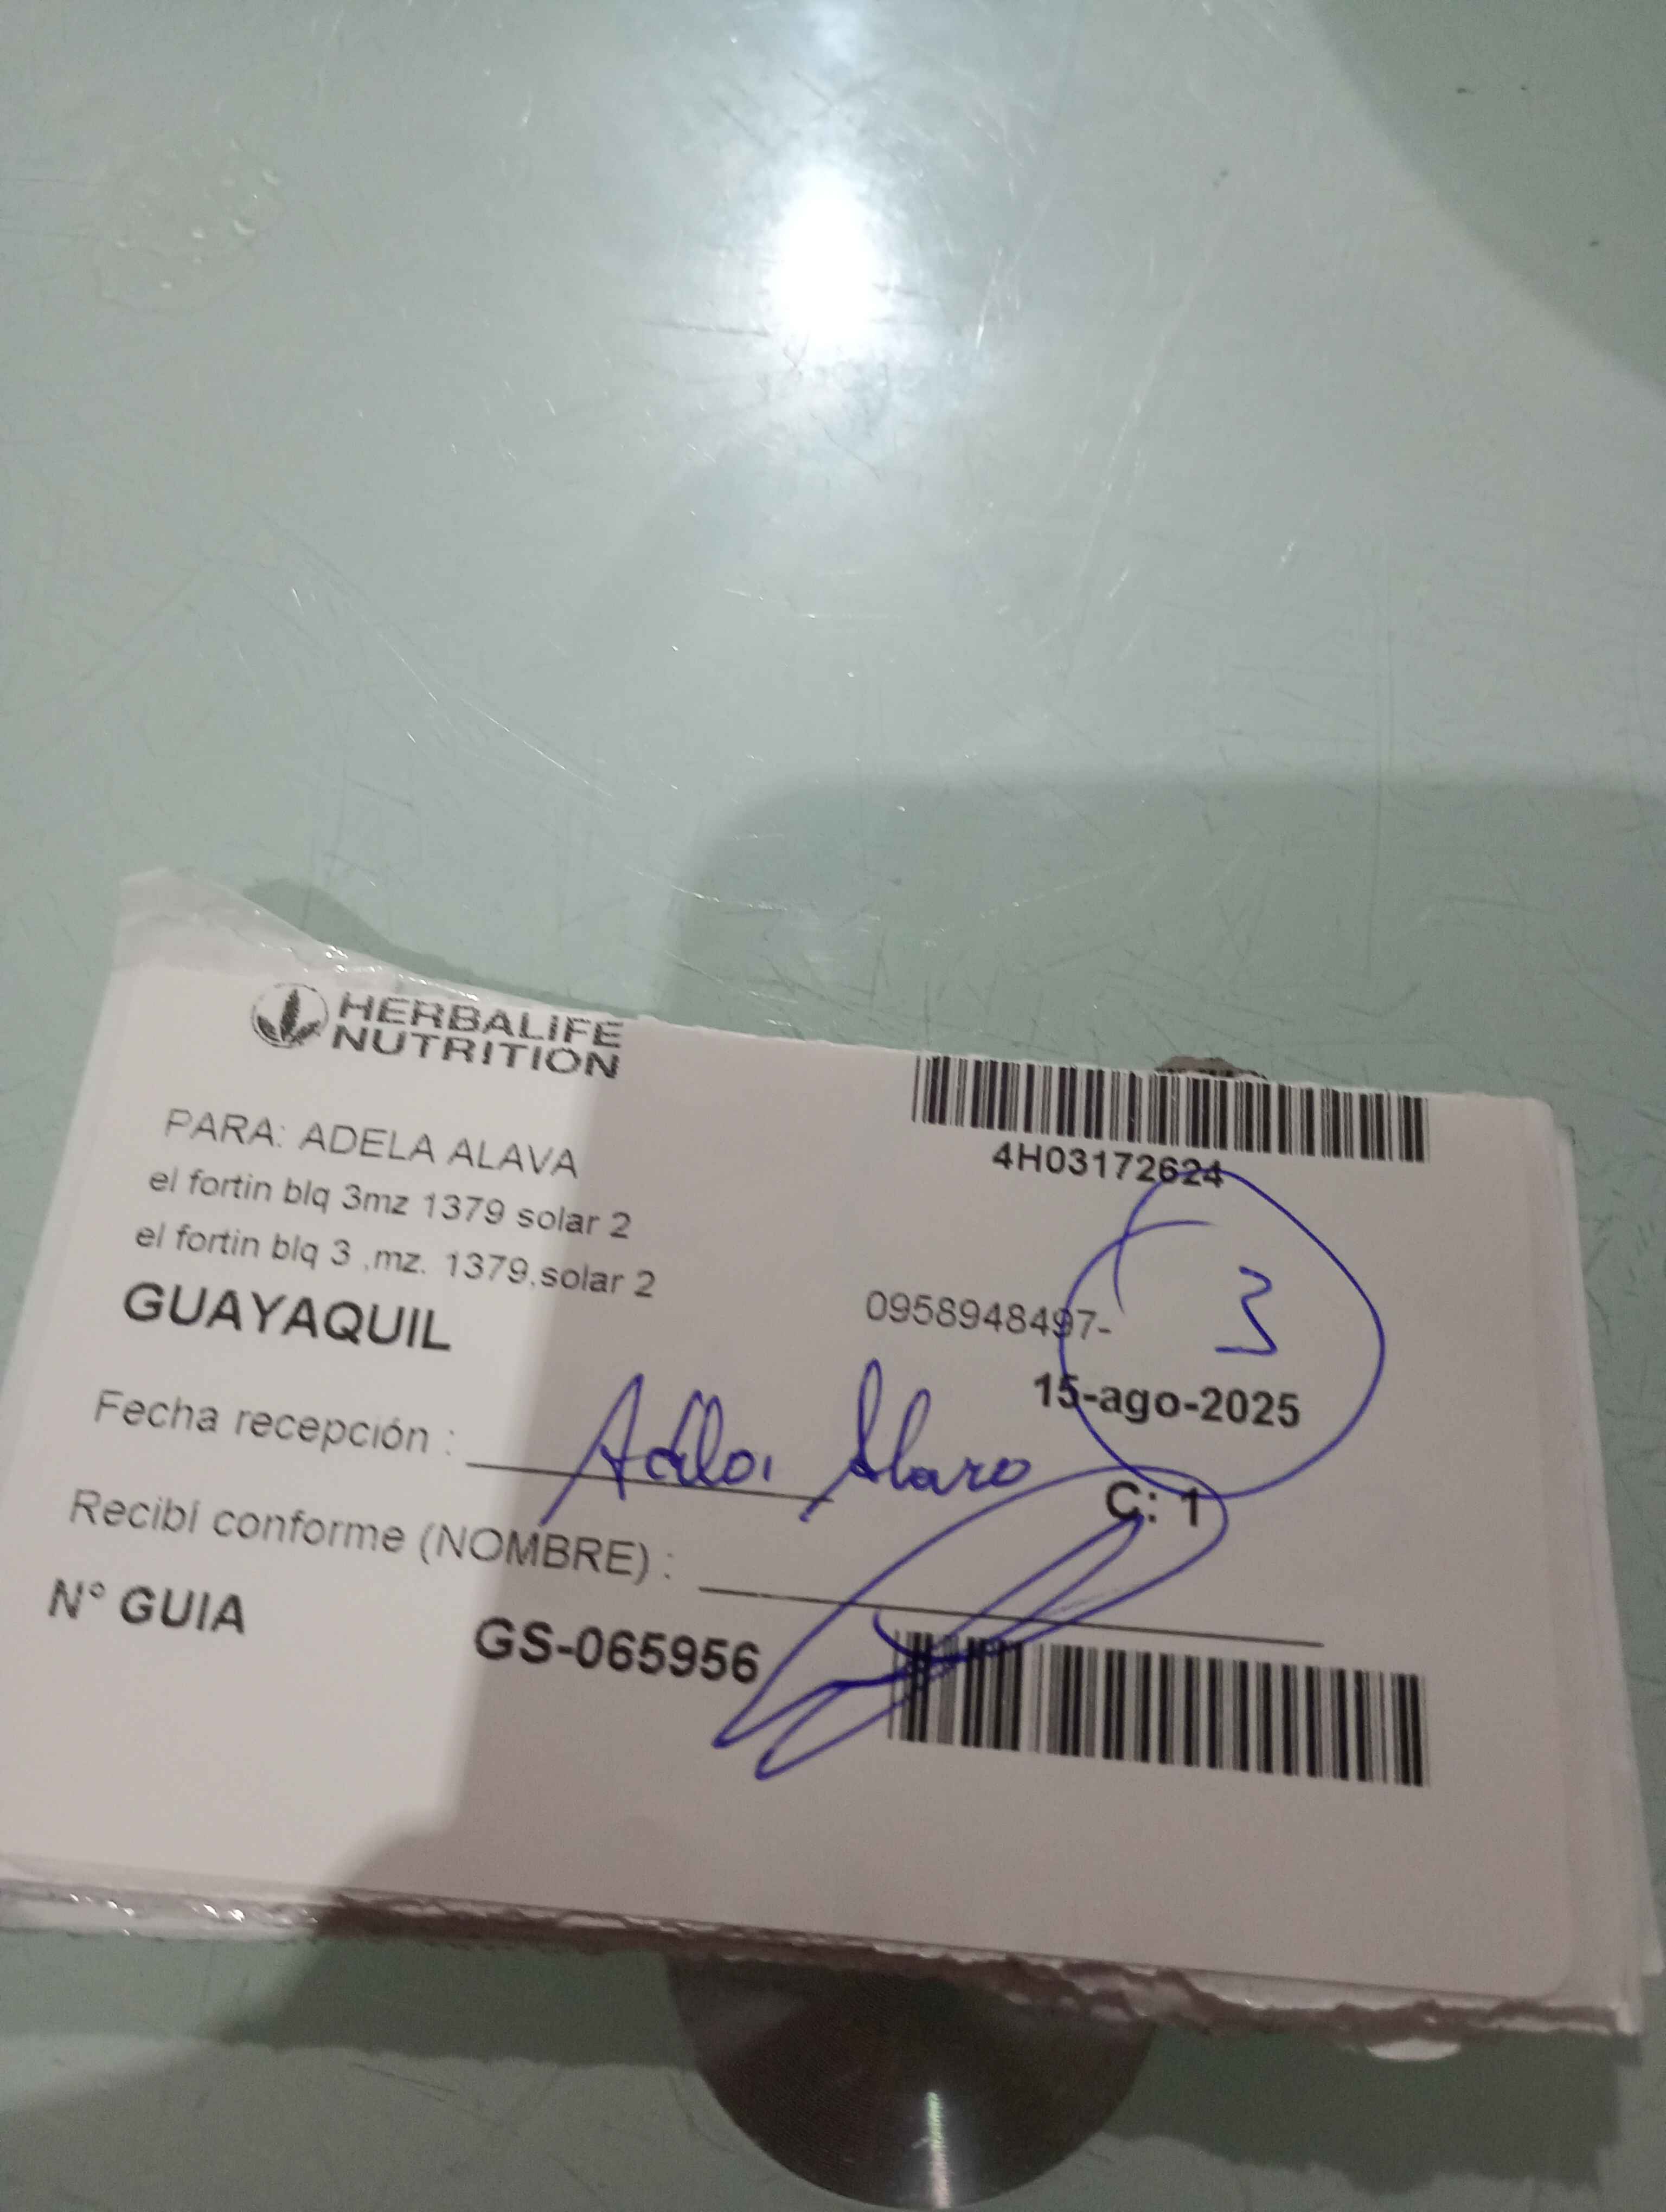 HERBALIFE
NUTRITION
4H03172624
PARA: ADELA ALAVA
el fortin blq 3mz 1379 solar 2
el fortin blq 3 ,mz. 1379,solar 2
GUAYAQUIL
0958948497-
3
15-ago-2025
Fecha recepción :
C: 1
Recibí conforme (NOMBRE) :
N° GUIA
GS-065956